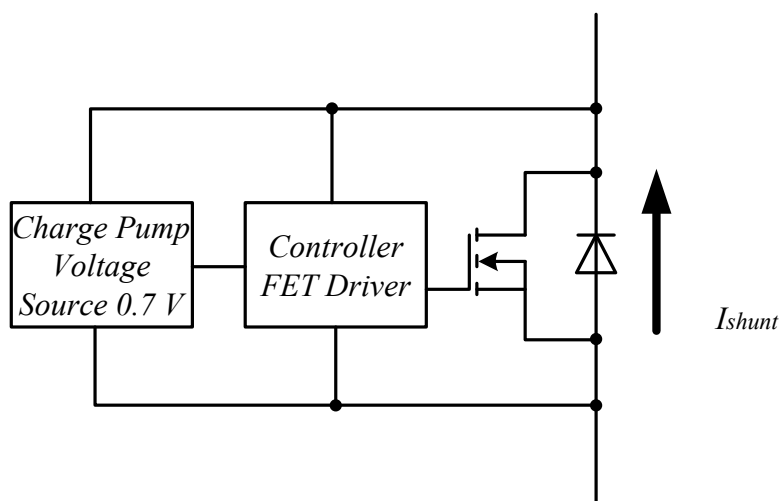 Charge Pump
Voltage
Source 0.7 V
Controller
FET Driver
Ishunt